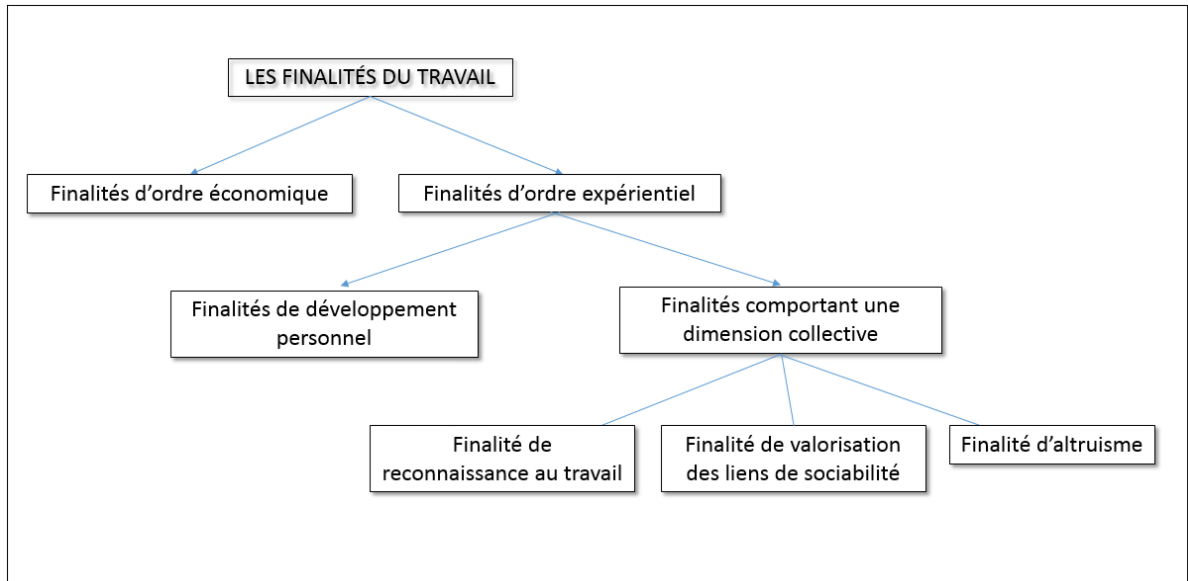 LES FINALITÉS DU TRAVAIL
Finalités d’ordre économique
Finalités d’ordre expérientiel
Finalités de développement
personnel
Finalités comportant une
dimension collective
Finalité de
reconnaissance au travail
Finalité de valorisation
des liens de sociabilité
Finalité d’altruisme